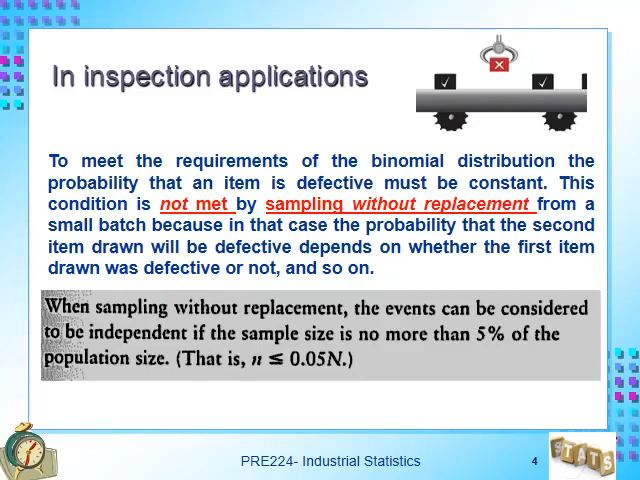 In inspection applications
To meet the requirements of the binomial distribution the
probability that an item is defective must be constant. This
condition is not met by sampling without replacement from a
small batch because in that case the probability that the second
item drawn will be defective depends on whether the first item
drawn was defective or not, and so on.
When sampling without replacement, the events can be considered
to be independent if the sample size is no more than 5% of the
population size. (That is, n ≤ 0.05N.)
PRE224- Industrial Statistics
4
STATS